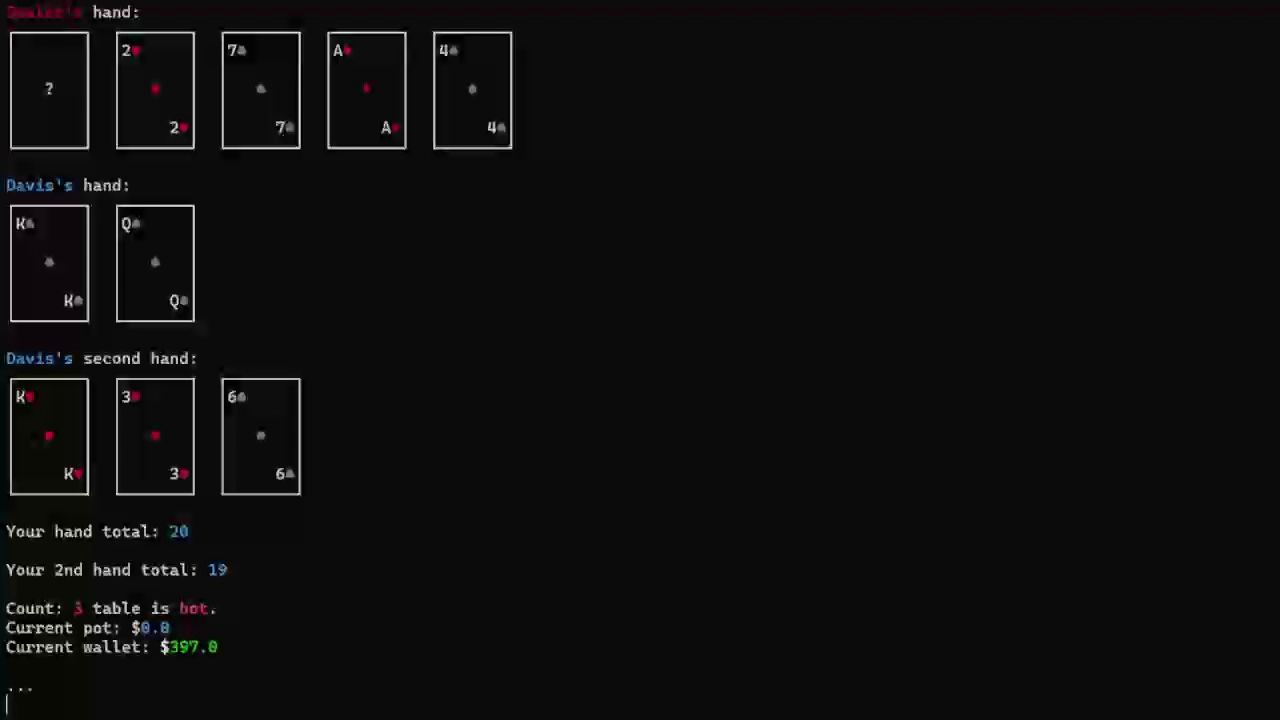 Dealer's hand:
2♥ 7♠ A♦ 4♠
?
2♥ 7♠ A♦ 4♠
Davis's hand:
K♠ Q♠
K♠ Q♠
Davis's second hand:
K♥ 3♥ 6♠
K♥ 3♥ 6♠
Your hand total: 20
Your 2nd hand total: 19
Count: 3 table is hot.
Current pot: $0.0
Current wallet: $397.0
...